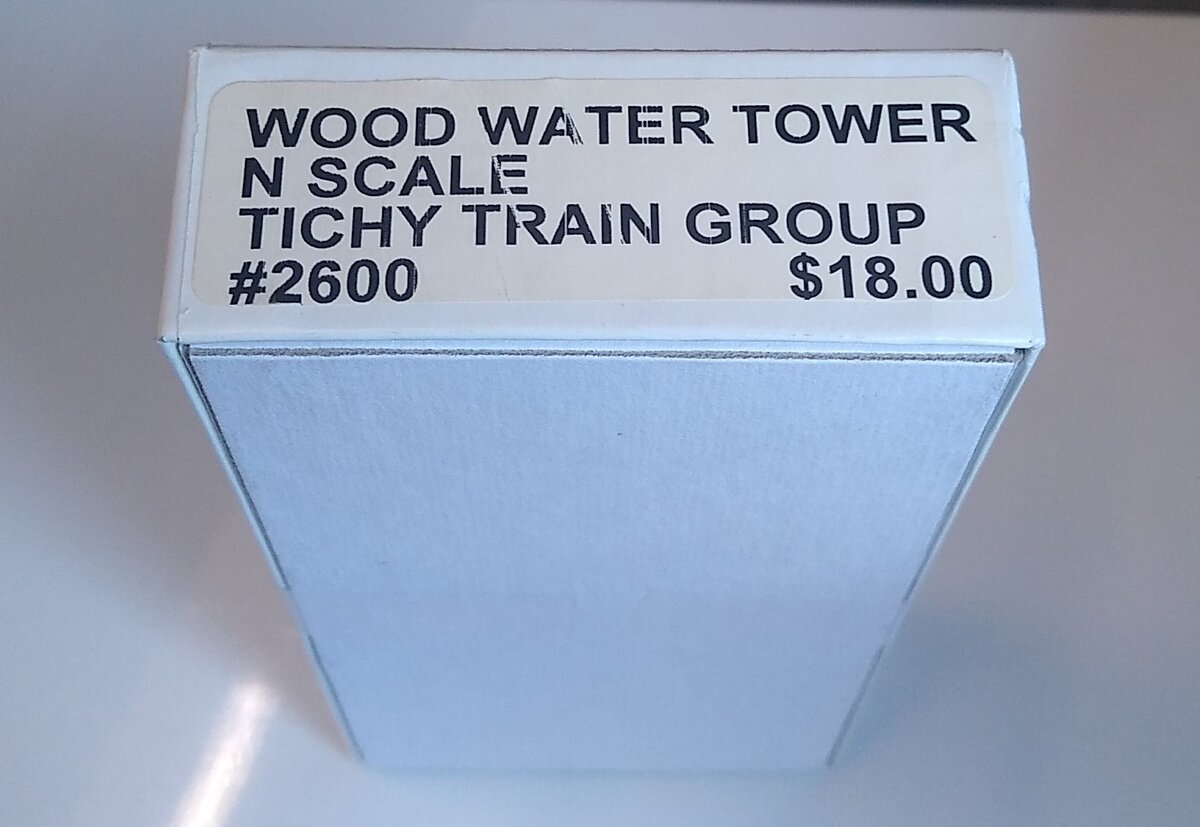 WOOD WATER TOWER
N SCALE
TICHY TRAIN GROUP
#2600 $18.00